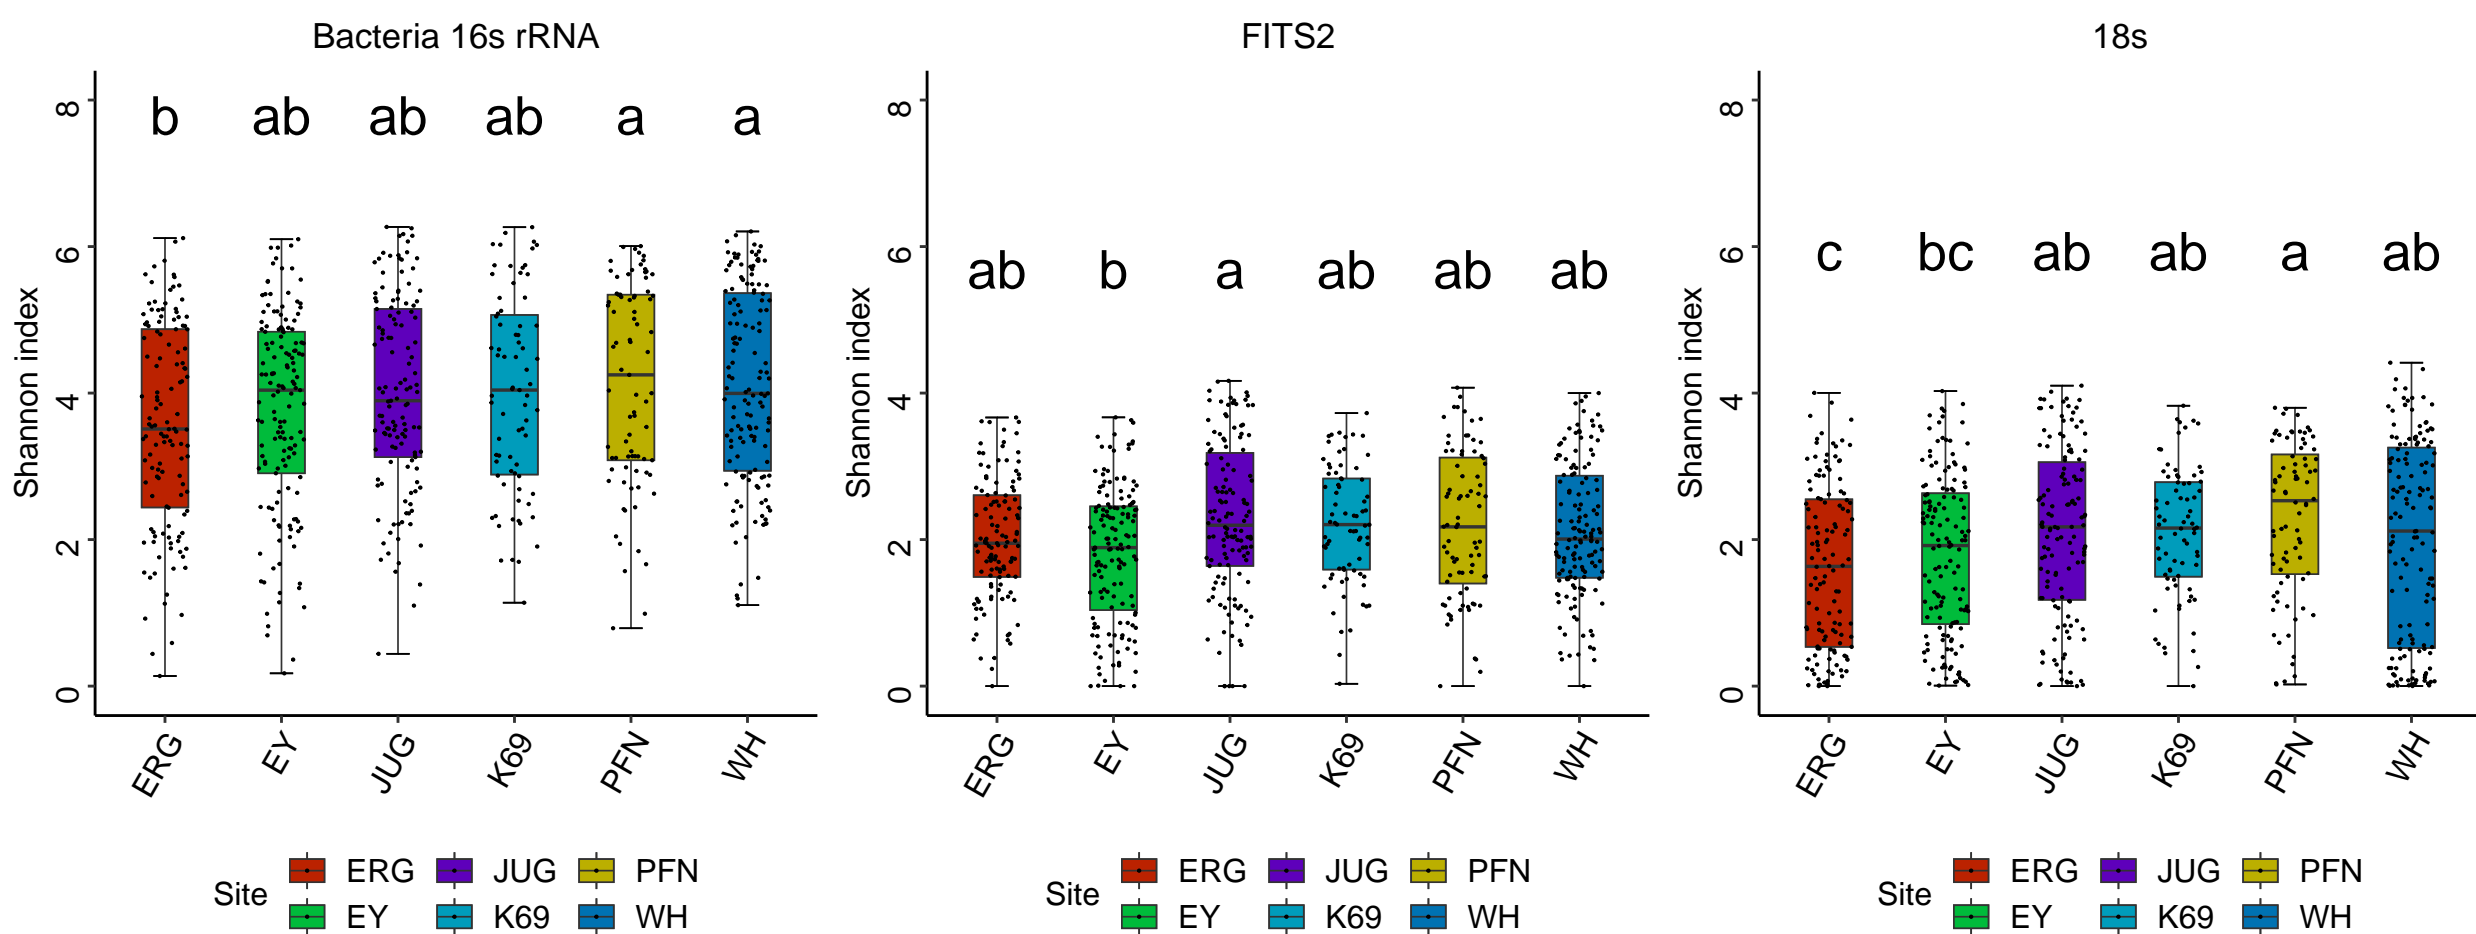 Bacteria 16s rRNA
Shannon index
8
6
4
2
0
b ab ab ab a a
ERG EY JUG K69 PFN WH
Site
ERG JUG PFN
EY K69 WH
FITS2
Shannon index
8
6
4
2
0
ab b a ab ab ab
ERG EY JUG K69 PFN WH
Site
ERG JUG PFN
EY K69 WH
18s
Shannon index
8
6
4
2
0
c bc ab ab a ab
ERG EY JUG K69 PFN WH
Site
ERG JUG PFN
EY K69 WH